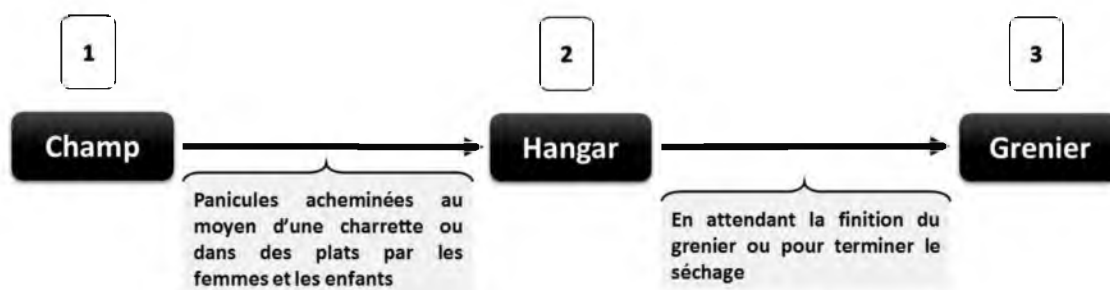 1
2
3
Champ
Hangar
Grenier
Panicules acheminées au
moyen d'une charrette ou
dans des plats par les
femmes et les enfants
En attendant la finition du
grenier ou pour terminer le
séchage